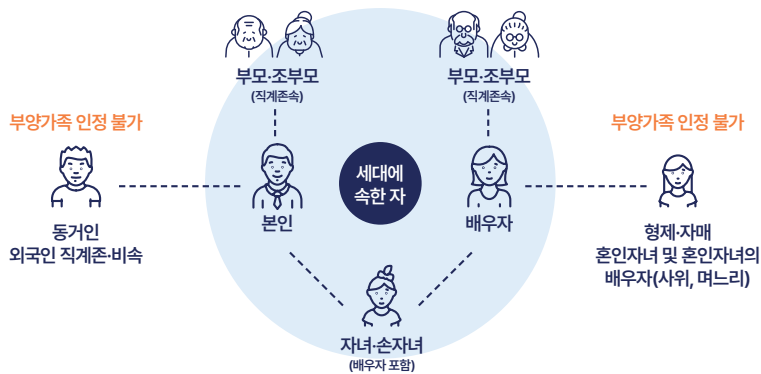 부모·조부모
(직계존속)
부모·조부모
(직계존속)
부양가족 인정 불가
부양가족 인정 불가
세대에
속한 자
본인
배우자
동거인
외국인 직계존·비속
형제·자매
혼인자녀 및 혼인자녀의
배우자(사위, 며느리)
자녀·손자녀
(배우자 포함)